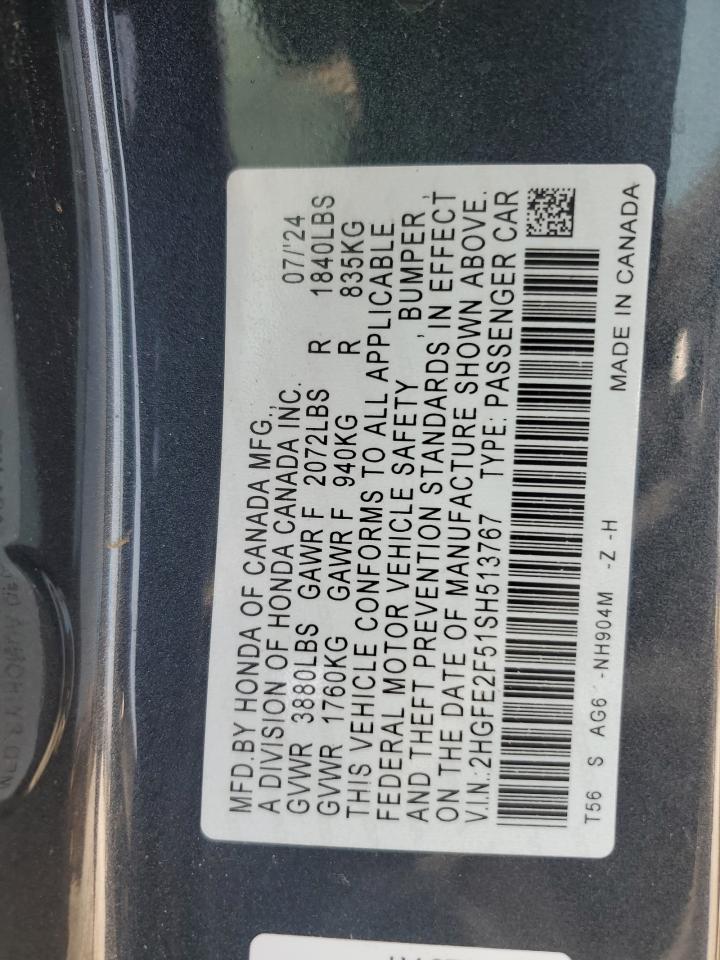 MFD.BY HONDA OF CANADA MFG.,
A DIVISION OF HONDA CANADA INC. 07/'24
GVWR 3880LBS GAWR F 2072LBS R 1840LBS
GVWR 1760KG GAWR F 940KG R 835KG
THIS VEHICLE CONFORMS TO ALL APPLICABLE
FEDERAL MOTOR VEHICLE SAFETY , BUMPER ,
AND THEFT PREVENTION STANDARDS IN EFFECT
ON THE DATE OF MANUFACTURE SHOWN ABOVE.
V.I.N.:2HGFE2F51SH513767 TYPE: PASSENGER CAR
T56 S AG6 -NH904M -Z -H MADE IN CANADA